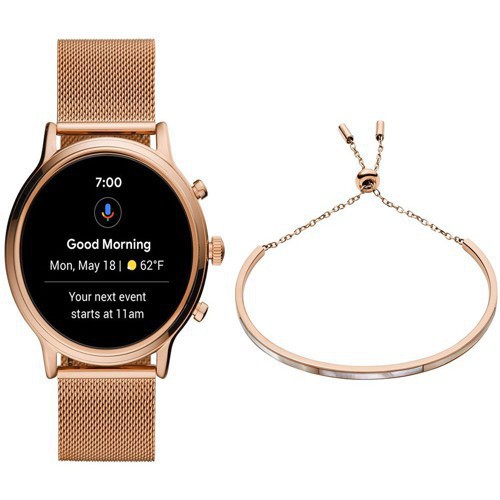 7:00
Good Morning
Mon, May 18 | 62°F
Your next event
starts at 11am